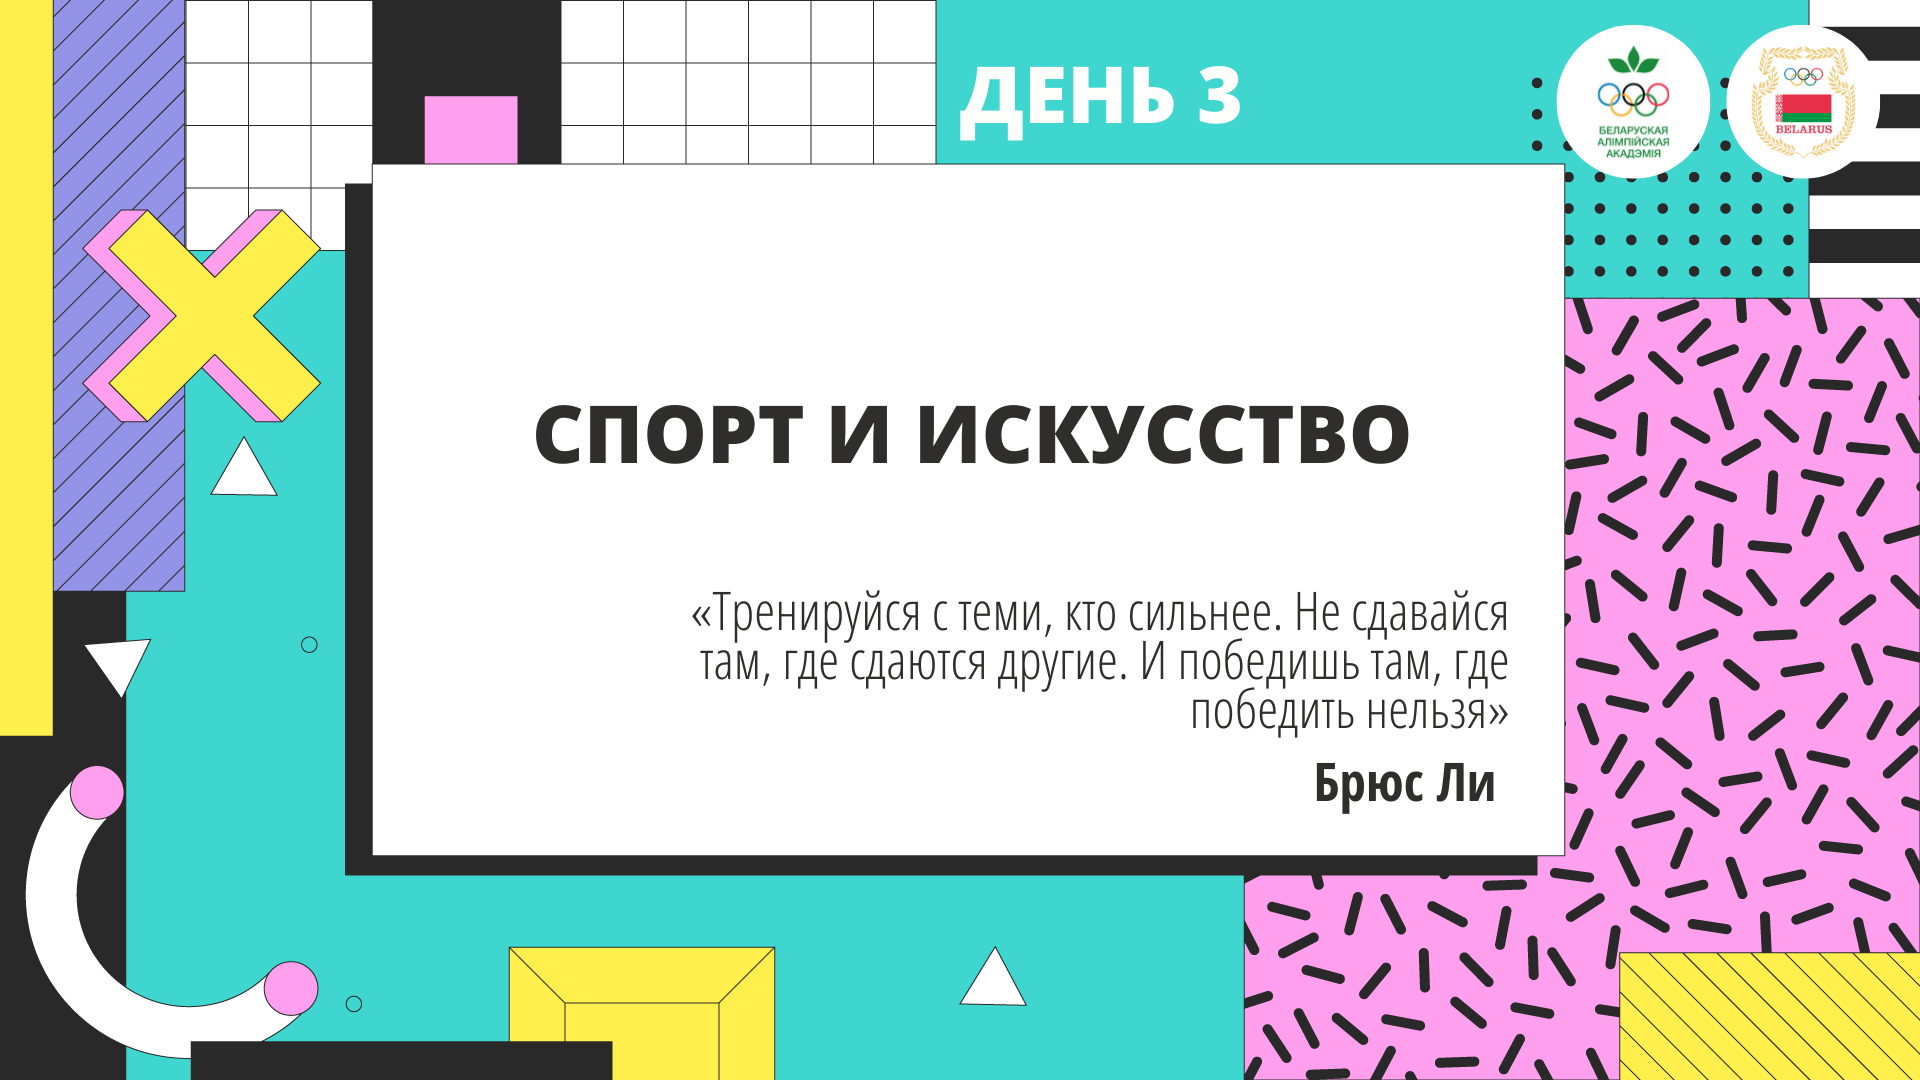 ДЕНЬ 3
БЕЛАРУСКАЯ
АЛІМПІЙСКАЯ
АКАДЭМІЯ
BELARUS
СПОРТ И ИСКУССТВО
«Тренируйся с теми, кто сильнее. Не сдавайся
там, где сдаются другие. И победишь там, где
победить нельзя»
Брюс Ли